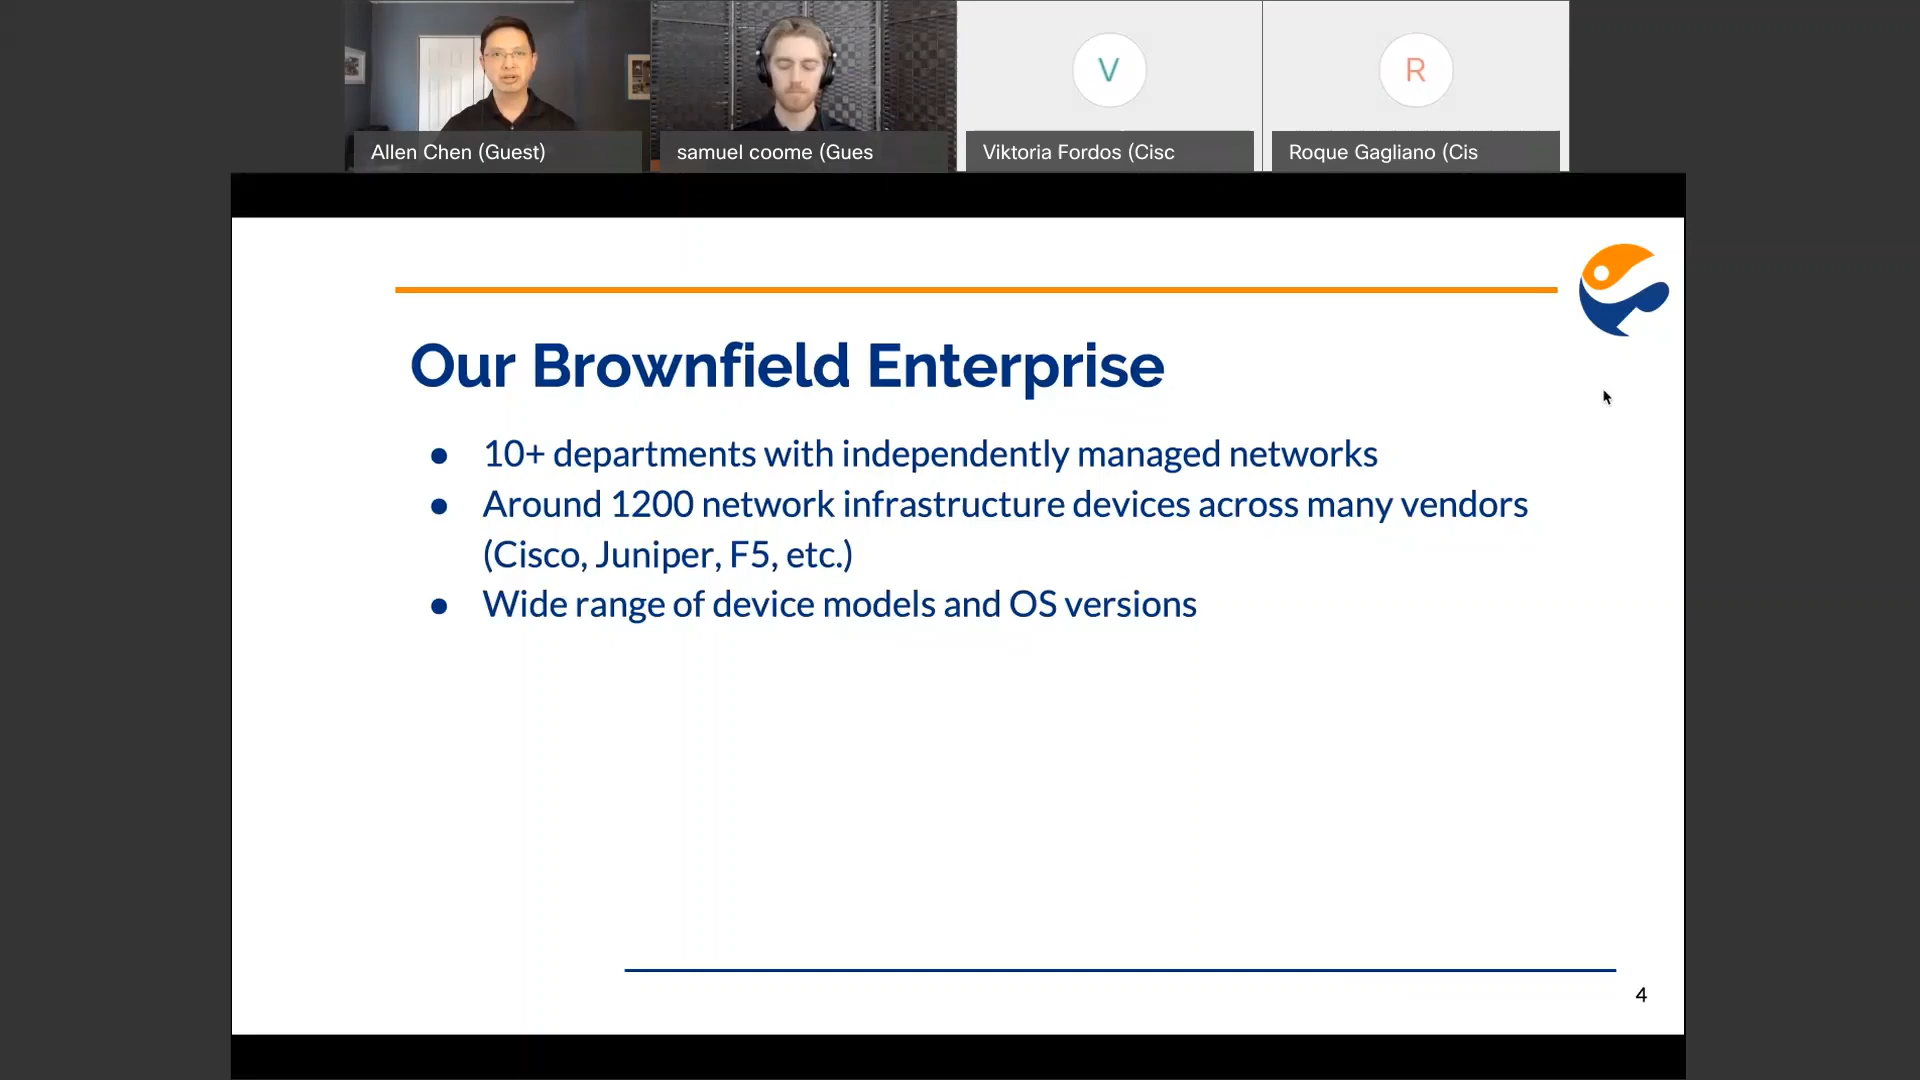 Allen Chen (Guest)
samuel coome (Gues
V
Viktoria Fordos (Cisc
R
Roque Gagliano (Cis
Our Brownfield Enterprise
● 10+ departments with independently managed networks
● Around 1200 network infrastructure devices across many vendors
(Cisco, Juniper, F5, etc.)
● Wide range of device models and OS versions
4